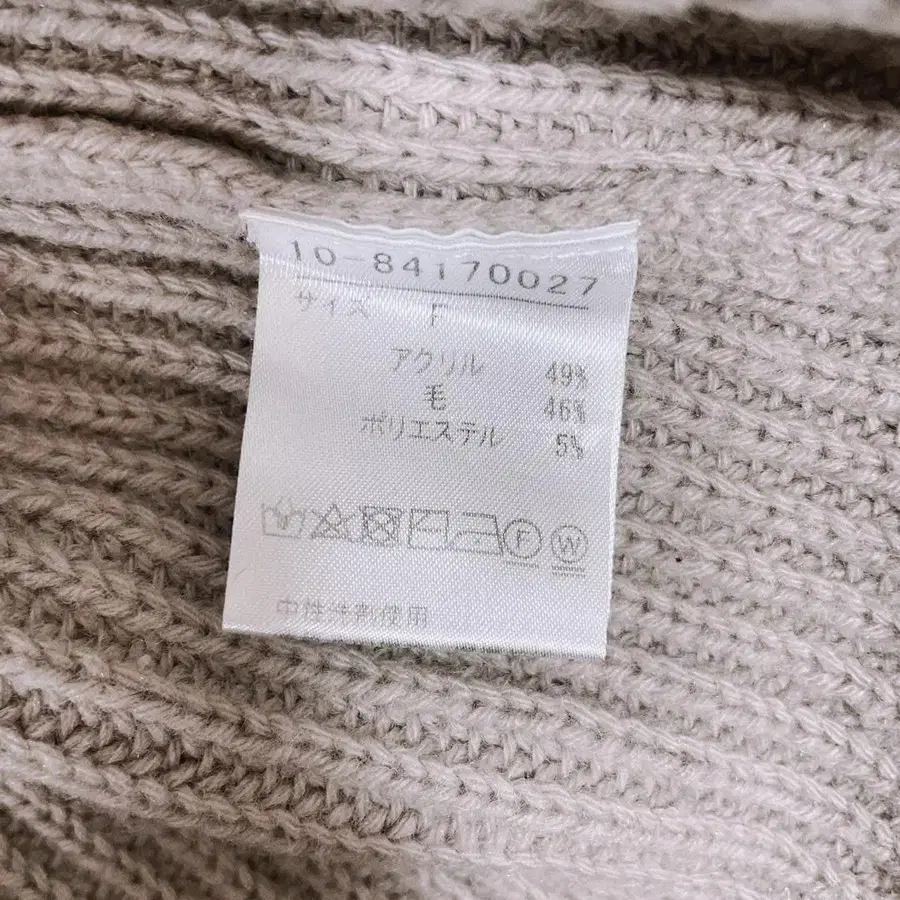 10-84170027
サイズ F
アクリル 49%
毛 46%
ポリエステル 5%
F W
中性洗剤使用